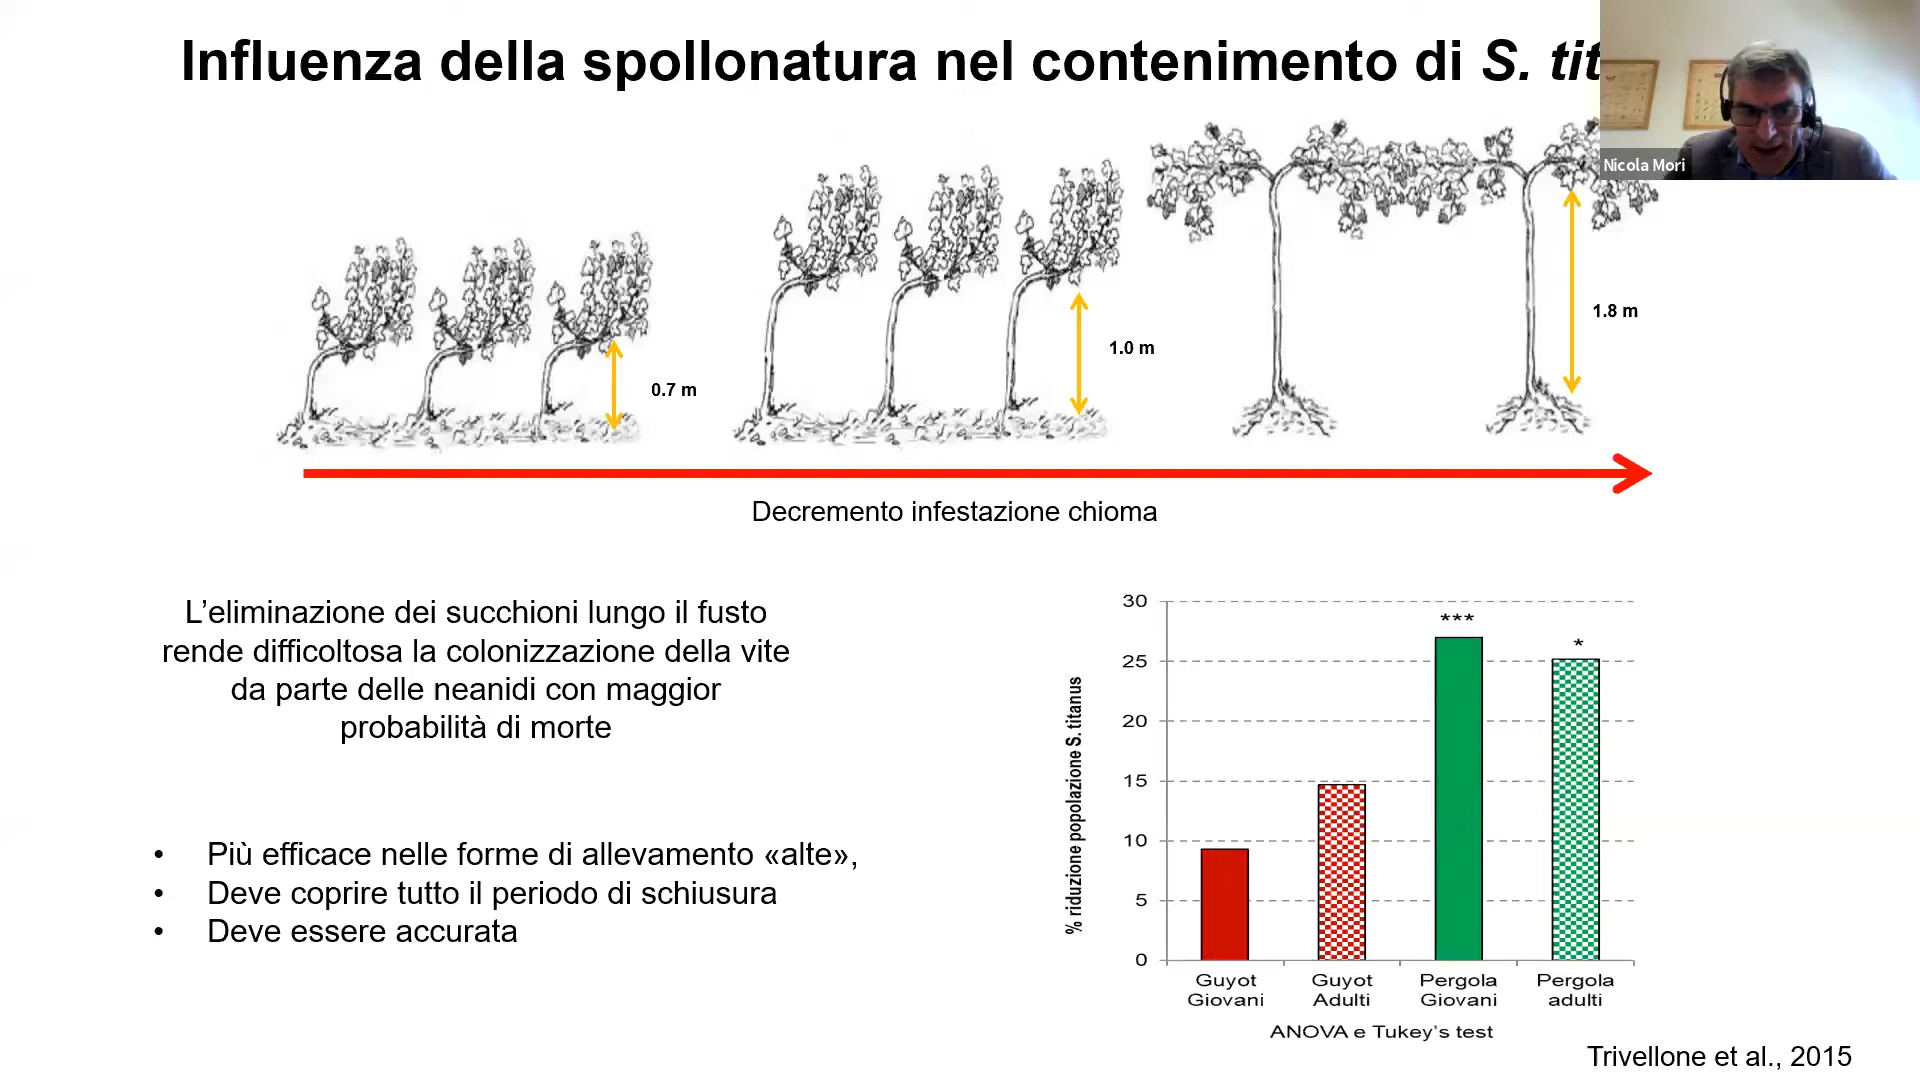 Influenza della spollonatura nel contenimento di S. tit
Nicola Mori
0.7 m
1.0 m
1.8 m
Decremento infestazione chioma
L’eliminazione dei succhioni lungo il fusto
rende difficoltosa la colonizzazione della vite
da parte delle neanidi con maggior
probabilità di morte
• Più efficace nelle forme di allevamento «alte»,
• Deve coprire tutto il periodo di schiusura
• Deve essere accurata
% riduzione popolazione S. titanus
30
25
20
15
10
5
0
***
*
Guyot Giovani
Guyot Adulti
Pergola Giovani
Pergola adulti
ANOVA e Tukey’s test
Trivellone et al., 2015